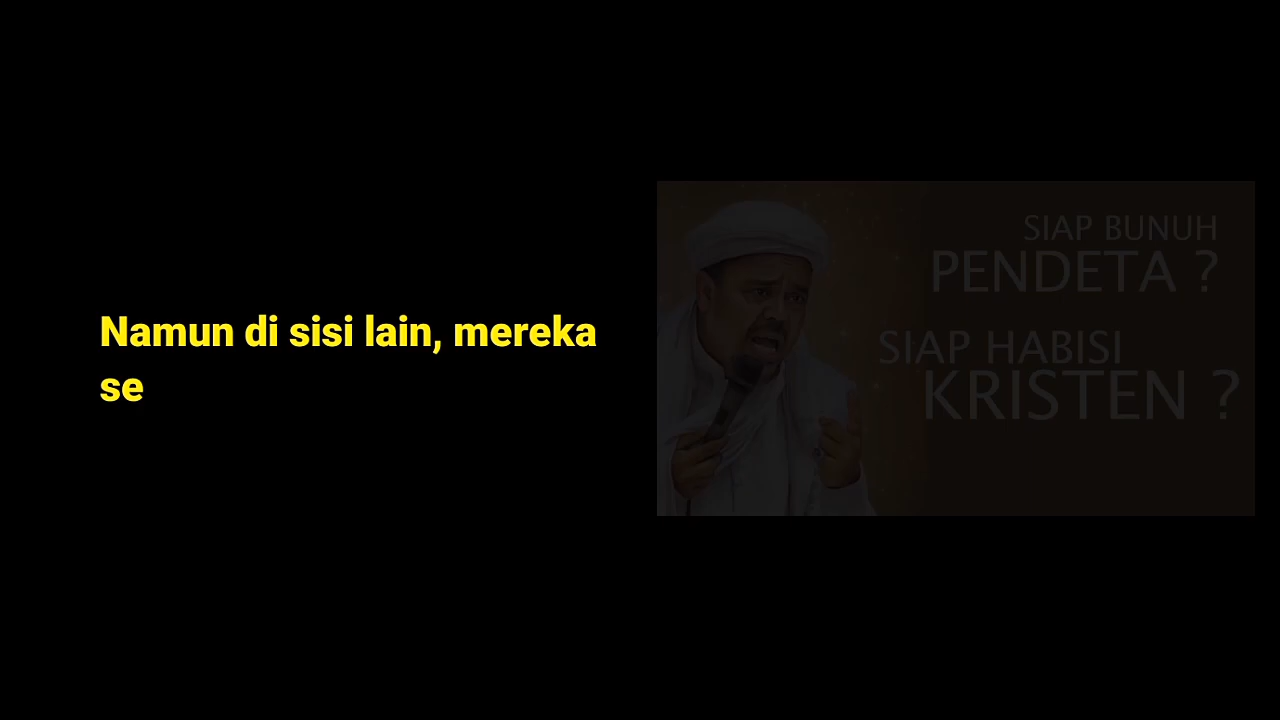 Namun di sisi lain, mereka
se
SIAP BUNUH
PENDETA ?
SIAP HABISI
KRISTEN ?